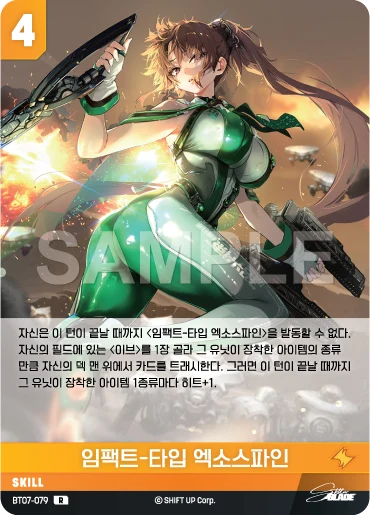 4
SAMPLE
자신은 이 턴이 끝날 때까지 <임팩트-타입 엑소스파인>을 발동할 수 없다.
자신의 필드에 있는 <이브>를 1장 골라 그 유닛이 장착한 아이템의 종류
만큼 자신의 덱 맨 위에서 카드를 트래시한다. 그러면 이 턴이 끝날 때까지
그 유닛이 장착한 아이템 1종류마다 히트+1.
임팩트-타입 엑소스파인
SKILL
BT07-079 R © SHIFT UP Corp. Stellar BLADE